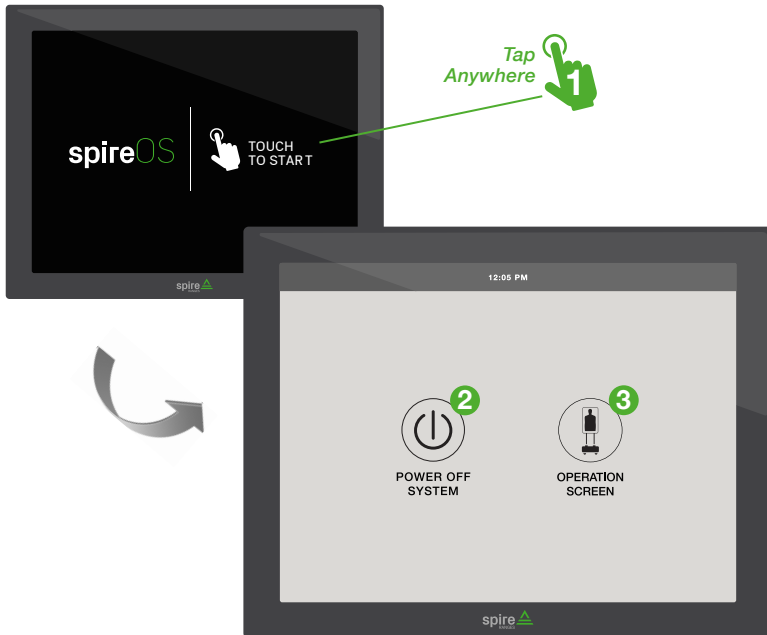 Tap
Anywhere
1
spireOS
TOUCH
TO START
spire
12:05 PM
2
3
POWER OFF
SYSTEM
OPERATION
SCREEN
spire